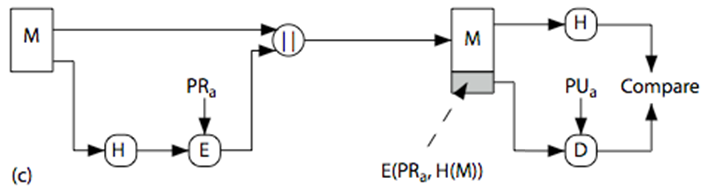 M
||
M
H
PRₐ
PUₐ
Compare
H
E
D
E(PRₐ, H(M))
(c)